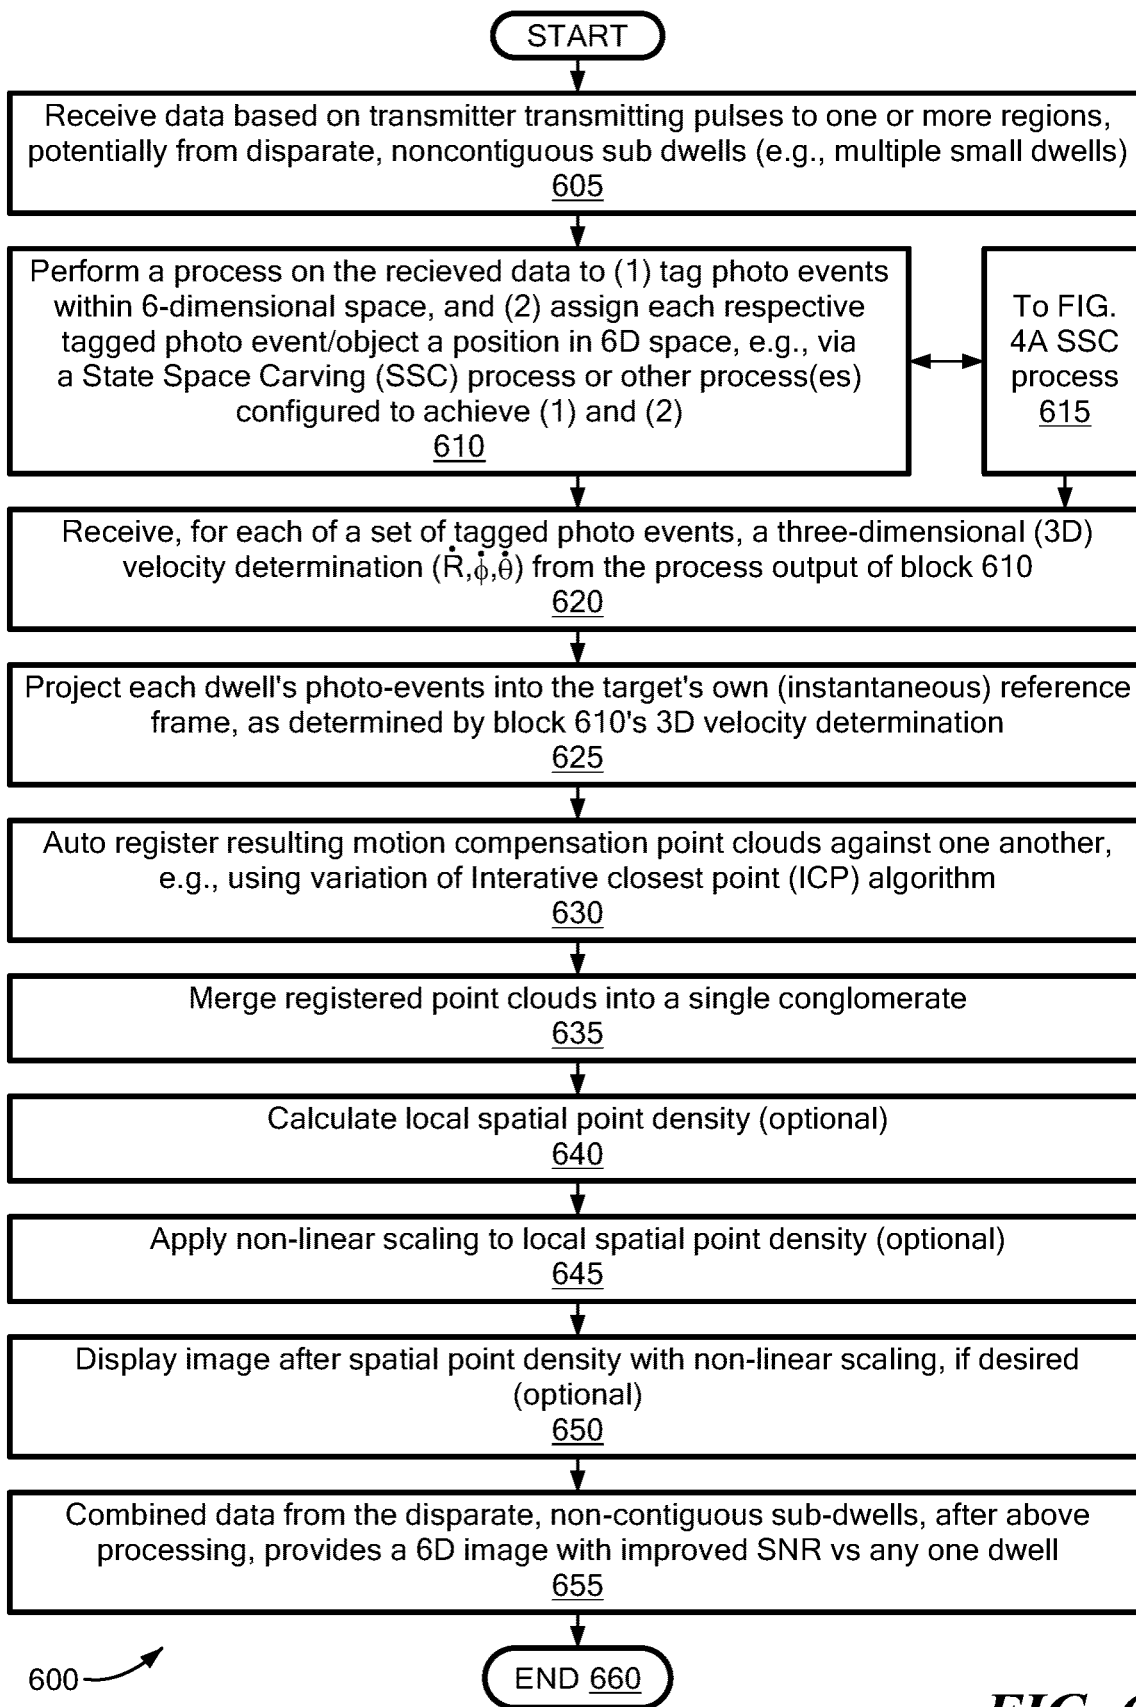 START
Receive data based on transmitter transmitting pulses to one or more regions,
potentially from disparate, noncontiguous sub dwells (e.g., multiple small dwells)
605
Perform a process on the recieved data to (1) tag photo events
within 6-dimensional space, and (2) assign each respective
tagged photo event/object a position in 6D space, e.g., via
a State Space Carving (SSC) process or other process(es)
configured to achieve (1) and (2)
610
To FIG.
4A SSC
process
615
Receive, for each of a set of tagged photo events, a three-dimensional (3D)
velocity determination (Ṙ,ϕ̇,θ̇) from the process output of block 610
620
Project each dwell's photo-events into the target's own (instantaneous) reference
frame, as determined by block 610's 3D velocity determination
625
Auto register resulting motion compensation point clouds against one another,
e.g., using variation of Interative closest point (ICP) algorithm
630
Merge registered point clouds into a single conglomerate
635
Calculate local spatial point density (optional)
640
Apply non-linear scaling to local spatial point density (optional)
645
Display image after spatial point density with non-linear scaling, if desired
(optional)
650
Combined data from the disparate, non-contiguous sub-dwells, after above
processing, provides a 6D image with improved SNR vs any one dwell
655
600
END 660
FIG.